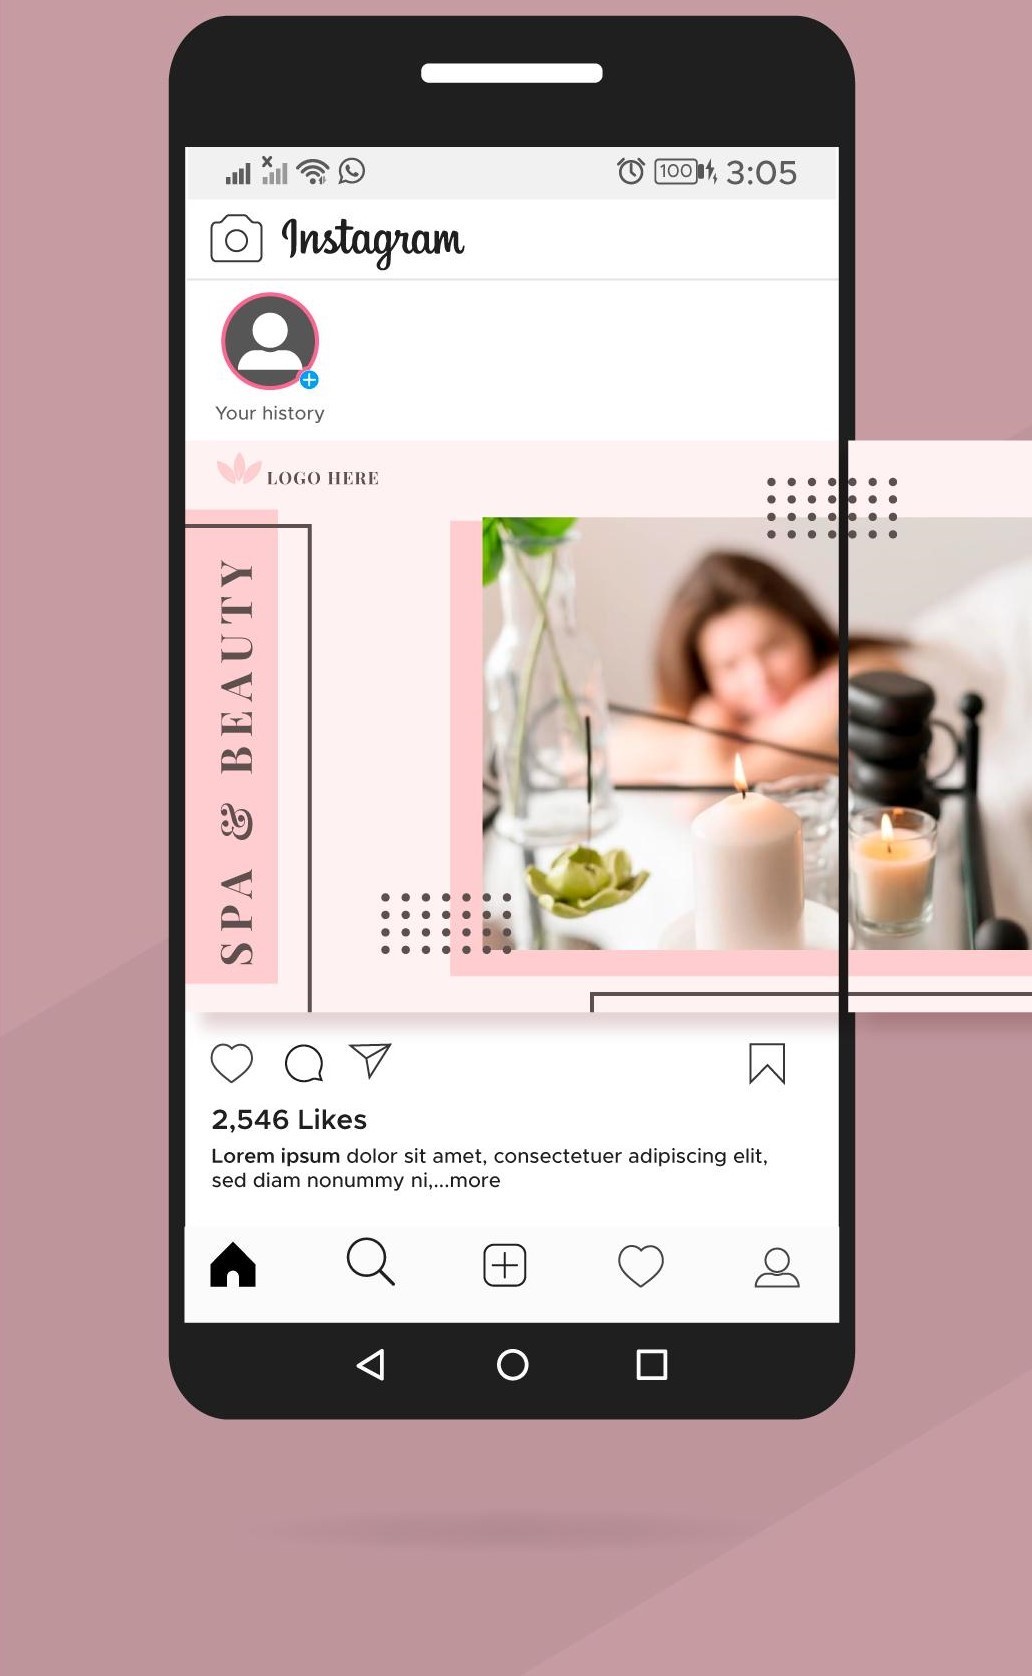 100 3:05
Instagram
Your history
LOGO HERE
SPA & BEAUTY
2,546 Likes
Lorem ipsum dolor sit amet, consectetuer adipiscing elit,
sed diam nonummy ni,...more